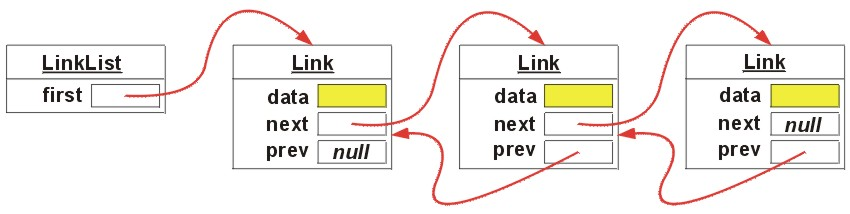 LinkList
first
Link
data
next
prev null
Link
data
next
prev
Link
data
next null
prev